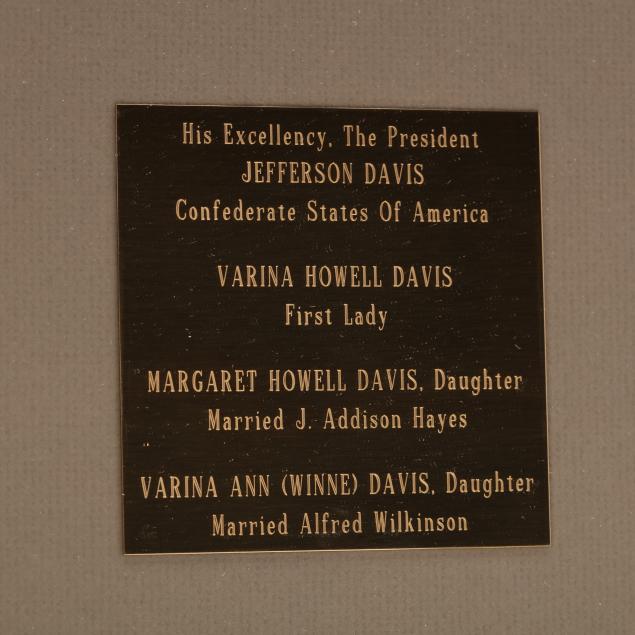 His Excellency, The President
JEFFERSON DAVIS
Confederate States Of America
VARINA HOWELL DAVIS
First Lady
MARGARET HOWELL DAVIS, Daughter
Married J. Addison Hayes
VARINA ANN (WINNE) DAVIS, Daughter
Married Alfred Wilkinson